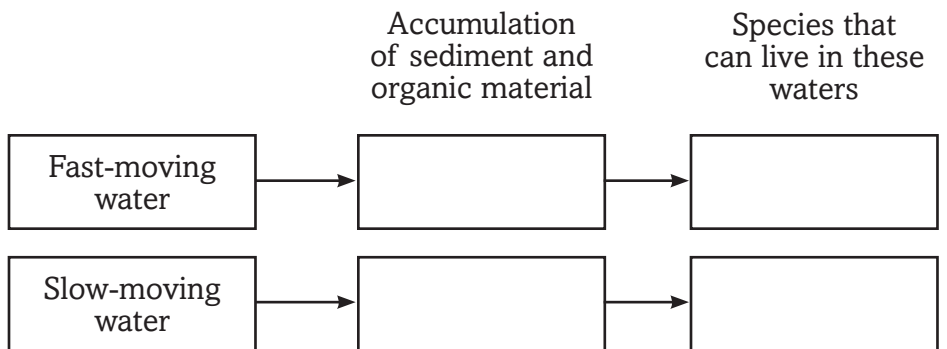 Accumulation
of sediment and
organic material
Species that
can live in these
waters
Fast-moving
water
Slow-moving
water